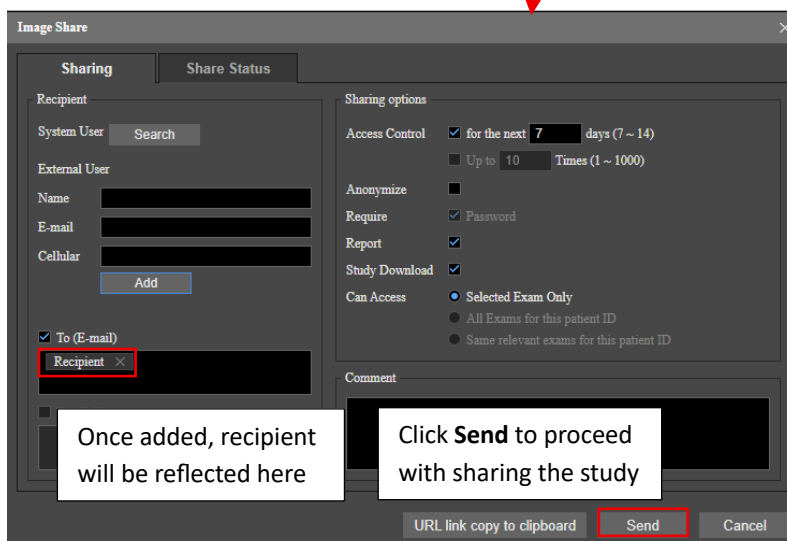 Image Share
Sharing
Share Status
Recipient
System User
Search
External User
Name
E-mail
Cellular
Add
To (E-mail)
Recipient
Once added, recipient
will be reflected here
Sharing options
Access Control for the next 7 days (7 ~ 14)
Up to 10 Times (1 ~ 1000)
Anonymize
Require Password
Report
Study Download
Can Access Selected Exam Only
All Exams for this patient ID
Same relevant exams for this patient ID
Comment
Click Send to proceed
with sharing the study
URL link copy to clipboard
Send
Cancel